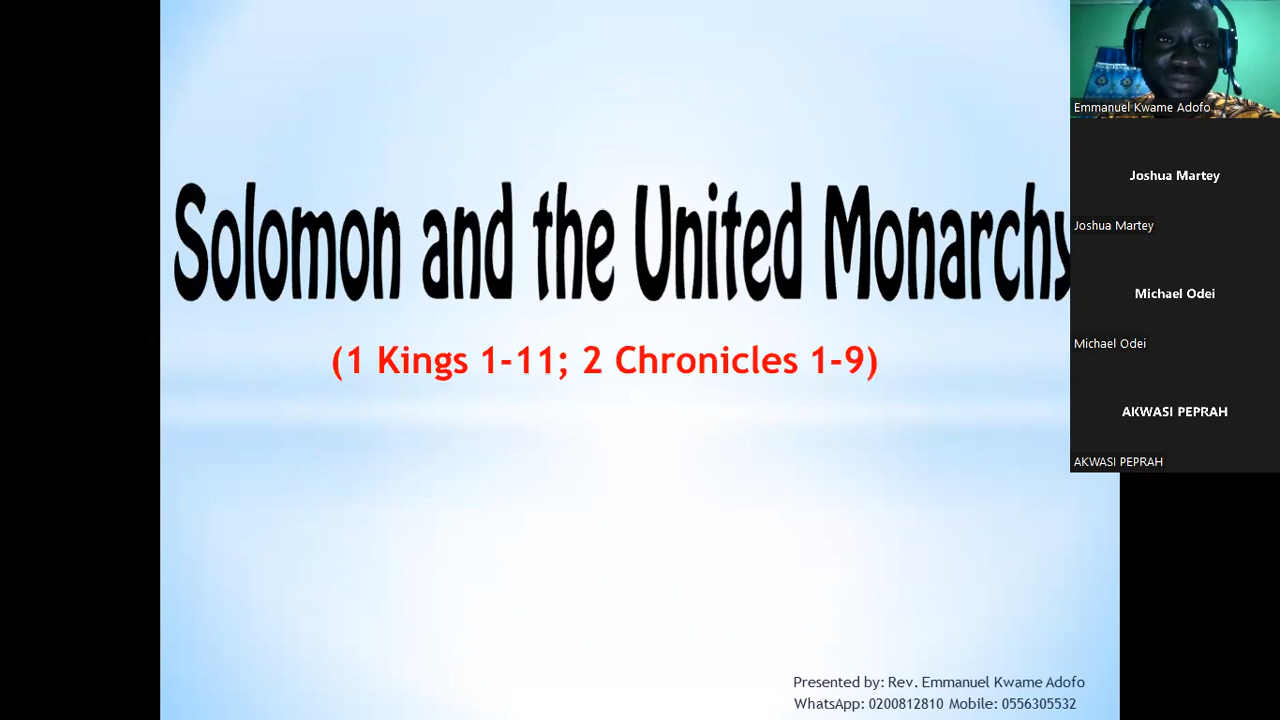 Solomon and the United Monarchy
(1 Kings 1-11; 2 Chronicles 1-9)
Presented by: Rev. Emmanuel Kwame Adofo
WhatsApp: 0200812810 Mobile: 0556305532
Emmanuel Kwame Adofo
Joshua Martey
Joshua Martey
Michael Odei
Michael Odei
AKWASI PEPRAH
AKWASI PEPRAH